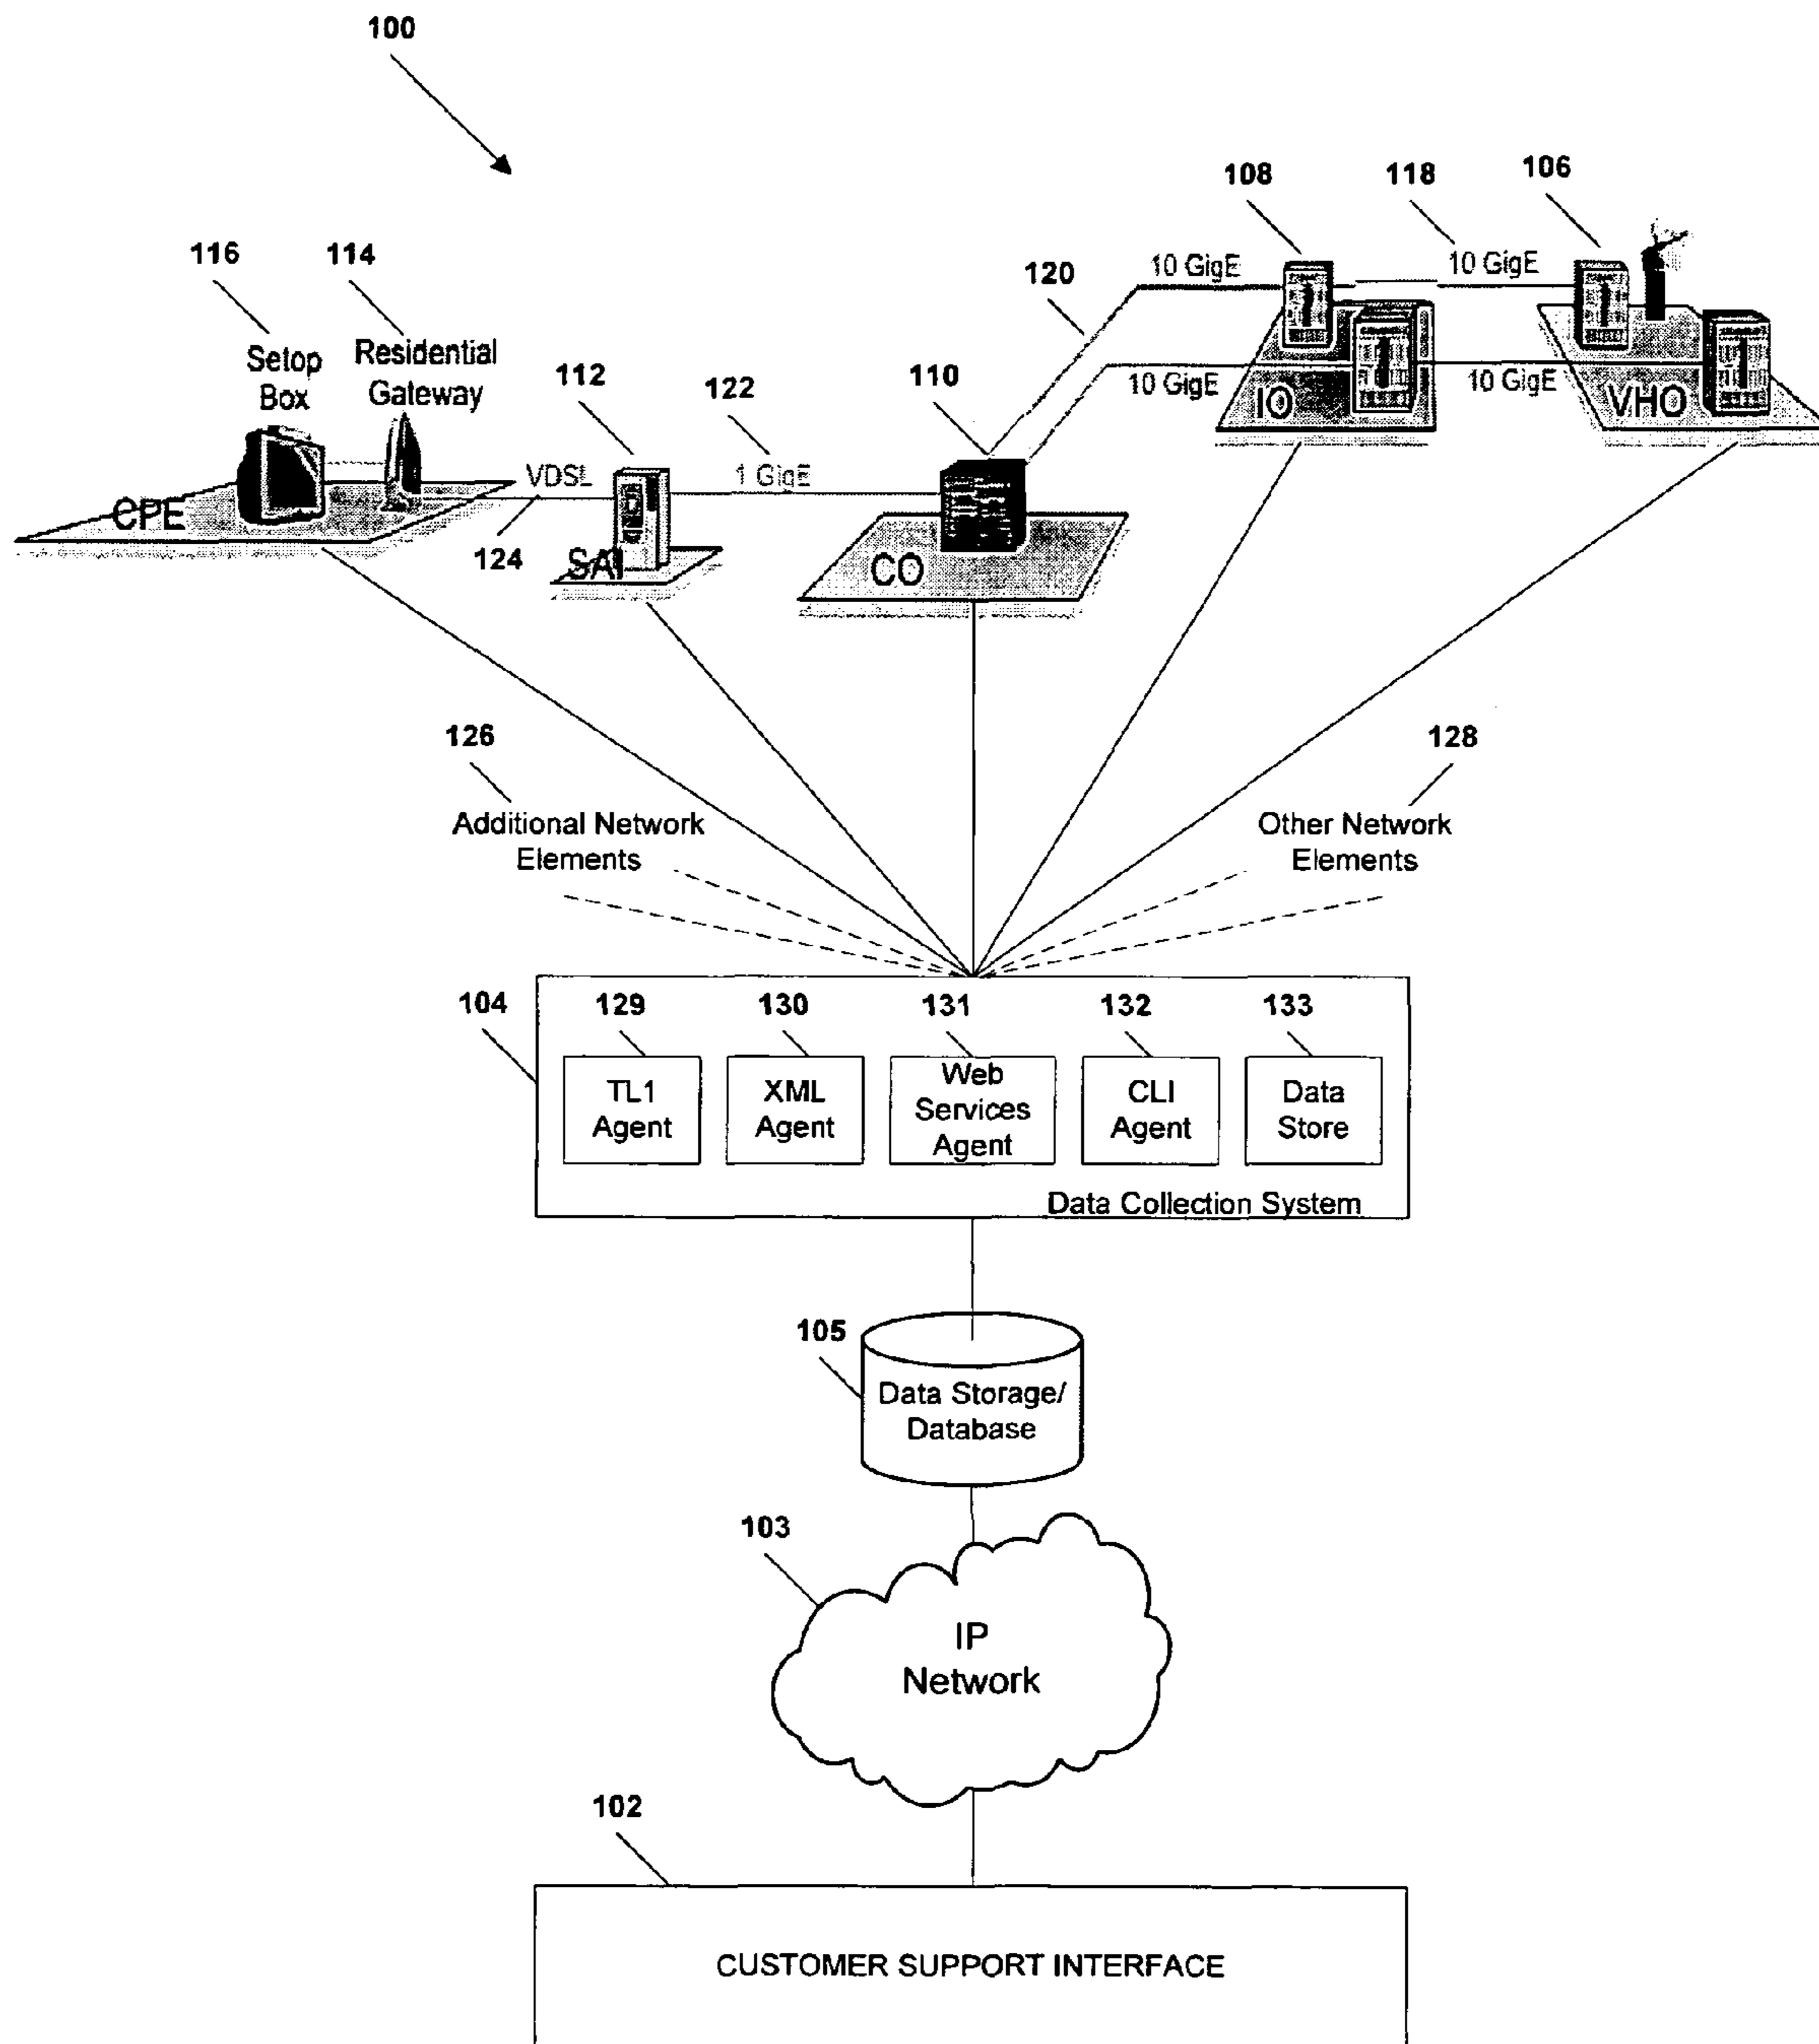 100
108
118
106
116
114
120
10 GigE
10 GigE
Setop
Box
Residential
Gateway
112
122
110
10 GigE
10 GigE
IO
VHO
VDSL
1 GigE
CPE
124
SAI
CO
126
128
Additional Network
Elements
Other Network
Elements
104
129
130
131
132
133
TL1
Agent
XML
Agent
Web
Services
Agent
CLI
Agent
Data
Store
Data Collection System
105
Data Storage/
Database
103
IP
Network
102
CUSTOMER SUPPORT INTERFACE